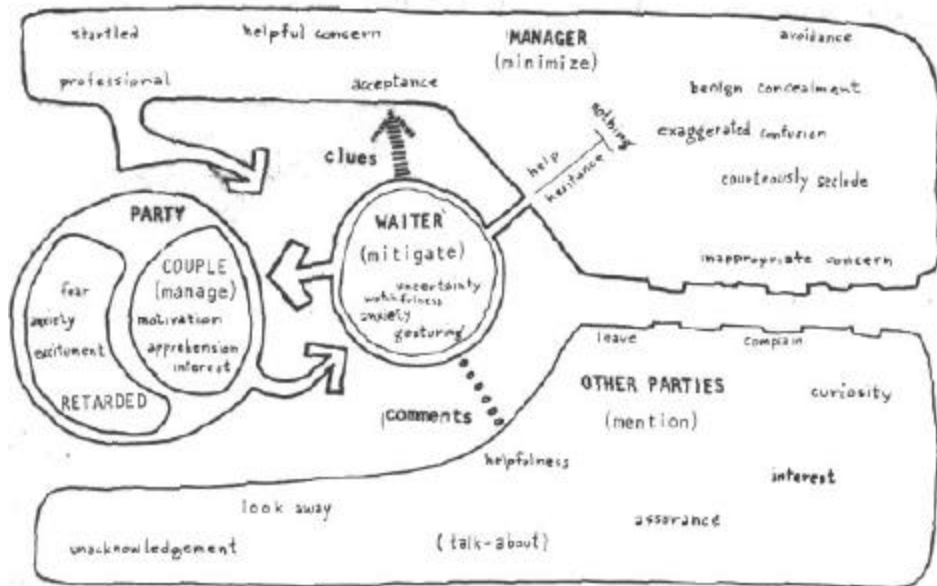 startled
helpful concern
MANAGER
(minimize)
avoidance
professional
acceptance
benign concealment
nothing
exaggerated confusion
clues
help
hesitance
courteously seclude
PARTY
WAITER
(mitigate)
COUPLE
(manage)
fear
uncertainty
watchfulness
anxiety
gesturing
inappropriate concern
anxiety
motivation
excitement
apprehension
interest
leave
complain
RETARDED
OTHER PARTIES
(mention)
curiosity
comments
helpfulness
interest
look away
assorance
unacknowledgement
(talk-about)